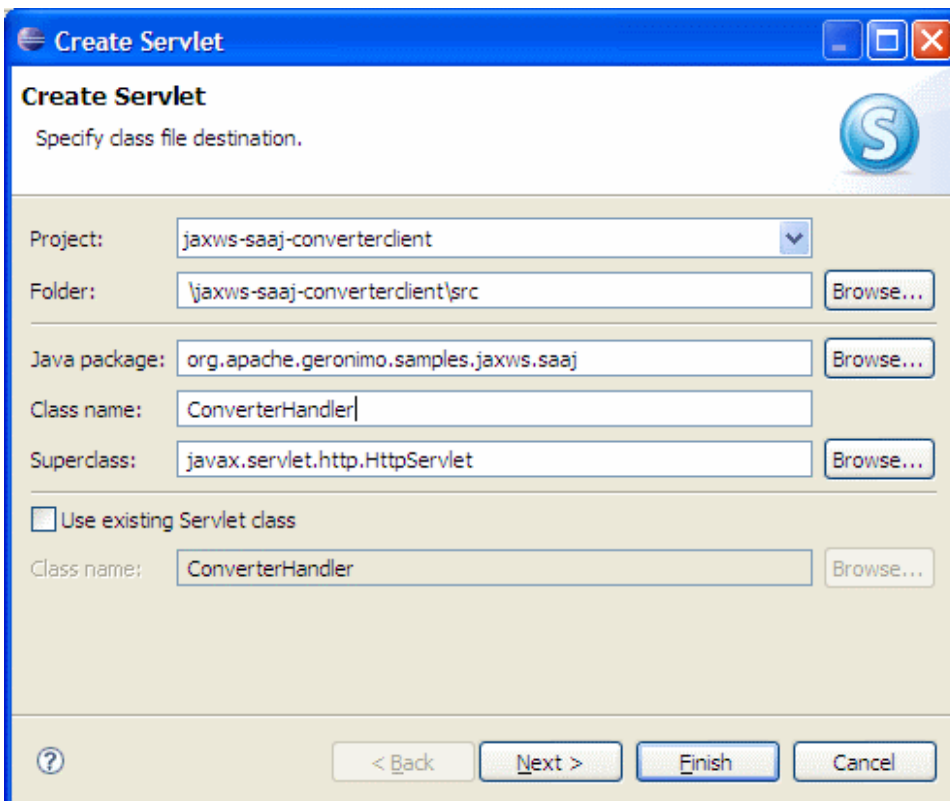 Create Servlet
Create Servlet
Specify class file destination.
S
Project: jaxws-saaj-converterclient
Folder: \jaxws-saaj-converterclient\src Browse...
Java package: org.apache.geronimo.samples.jaxws.saaj Browse...
Class name: ConverterHandler
Superclass: javax.servlet.http.HttpServlet Browse...
Use existing Servlet class
Class name: ConverterHandler Browse...
? < Back Next > Finish Cancel